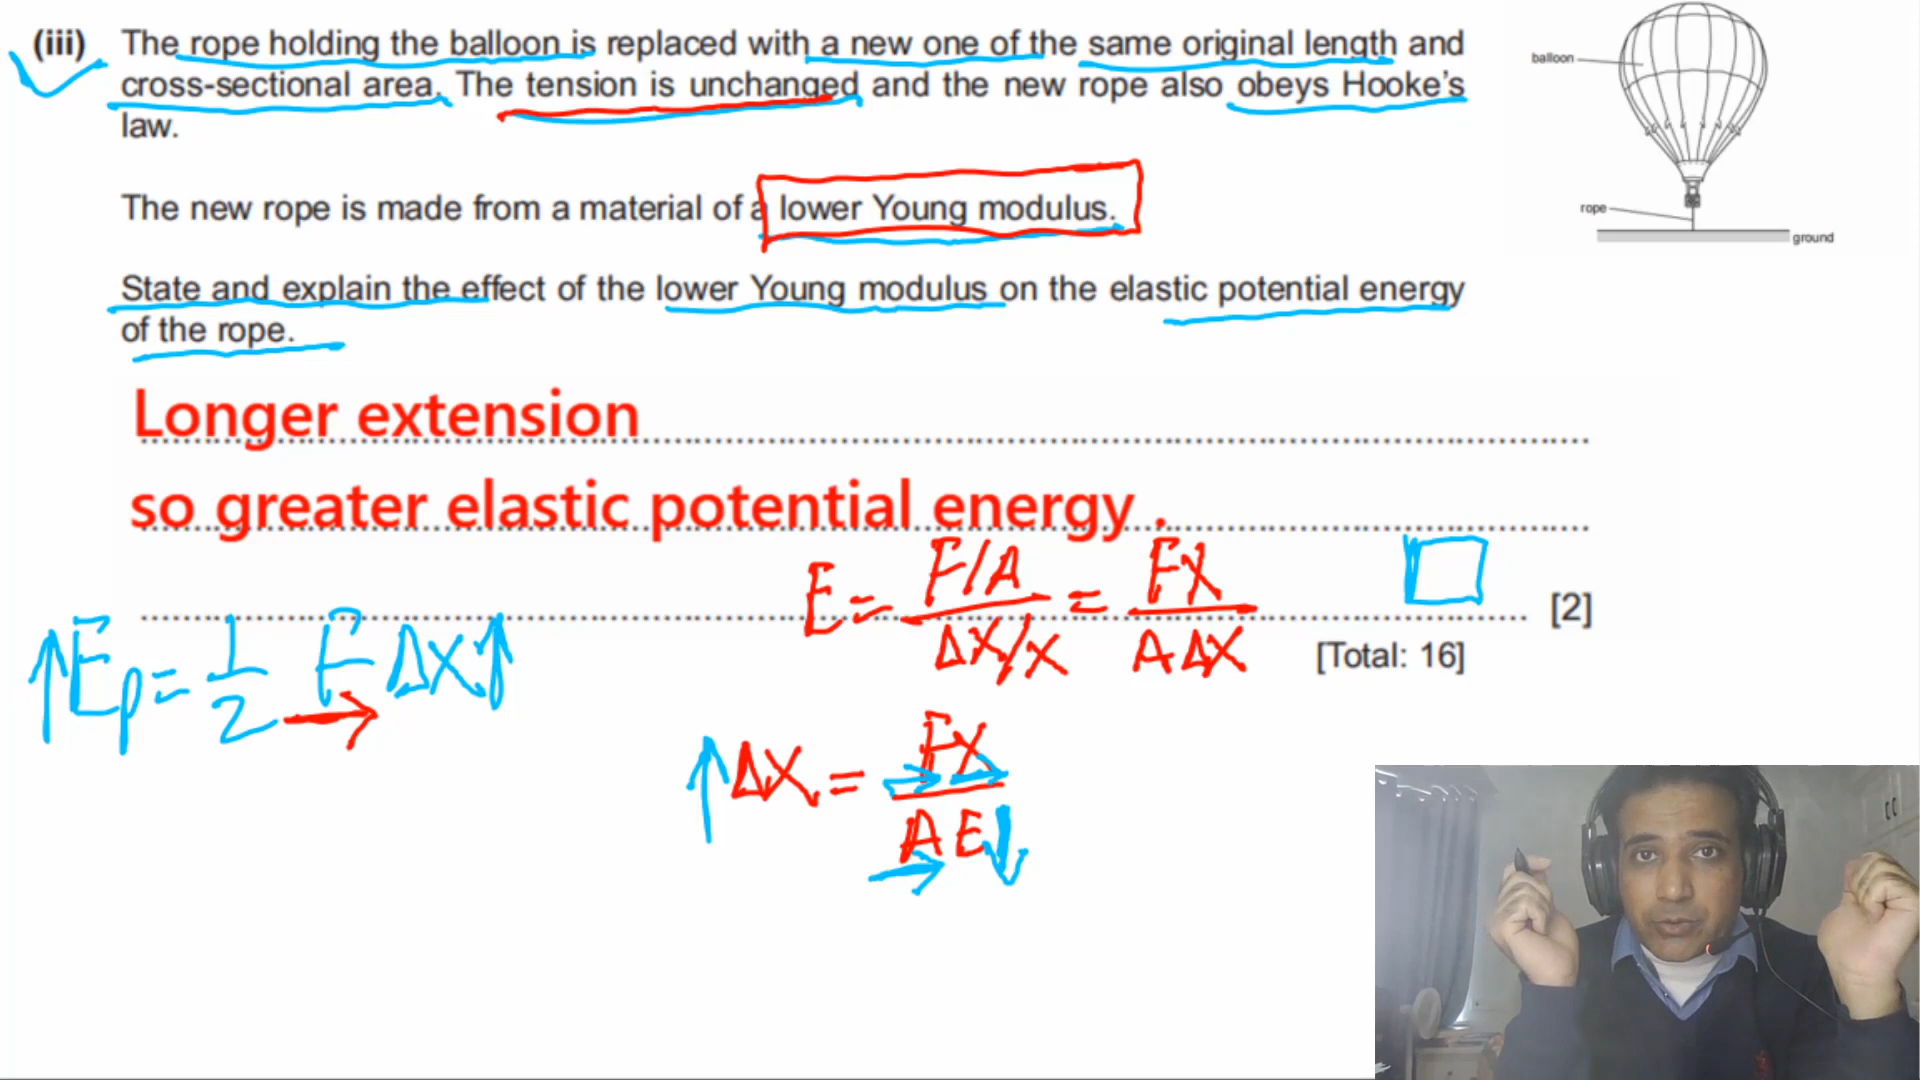 (iii) The rope holding the balloon is replaced with a new one of the same original length and
cross-sectional area. The tension is unchanged and the new rope also obeys Hooke's
law.
balloon
rope
ground
The new rope is made from a material of a lower Young modulus.
State and explain the effect of the lower Young modulus on the elastic potential energy
of the rope.
Longer extension
so greater elastic potential energy.
[2]
[Total: 16]
E = F/A / ΔX/X = FX / AΔX
↑Ep = 1/2 F ΔX↑
↑ΔX = FX / AE↓